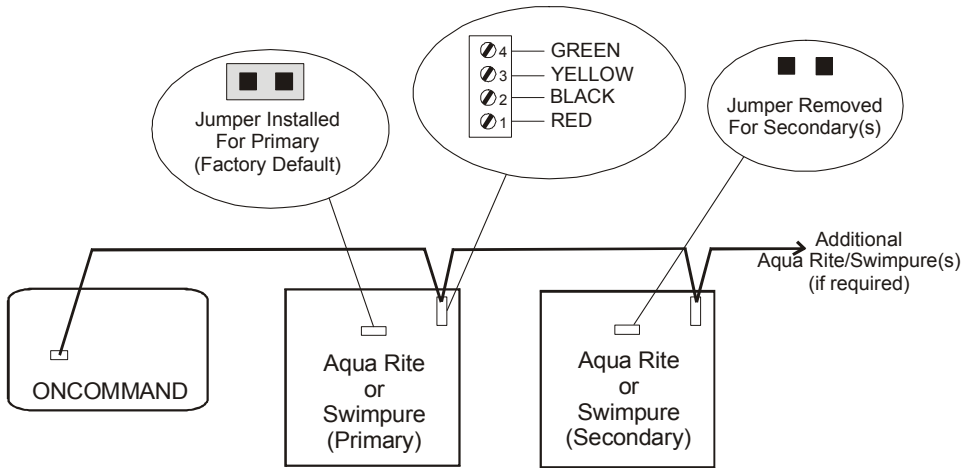 Jumper Installed
For Primary
(Factory Default)
4 GREEN
3 YELLOW
2 BLACK
1 RED
Jumper Removed
For Secondary(s)
Additional
Aqua Rite/Swimpure(s)
(if required)
ONCOMMAND
Aqua Rite
or
Swimpure
(Primary)
Aqua Rite
or
Swimpure
(Secondary)